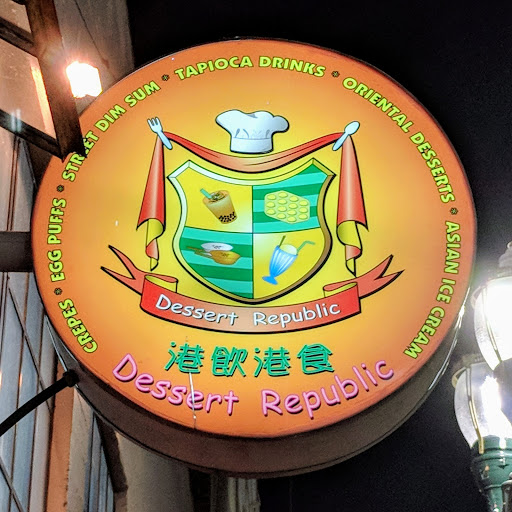 CRÊPES * EGG PUFFS * STREET DIM SUM * TAPIOCA DRINKS * ORIENTAL DESSERTS * ASIAN ICE CREAM
Dessert Republic
港飲港食
Dessert Republic